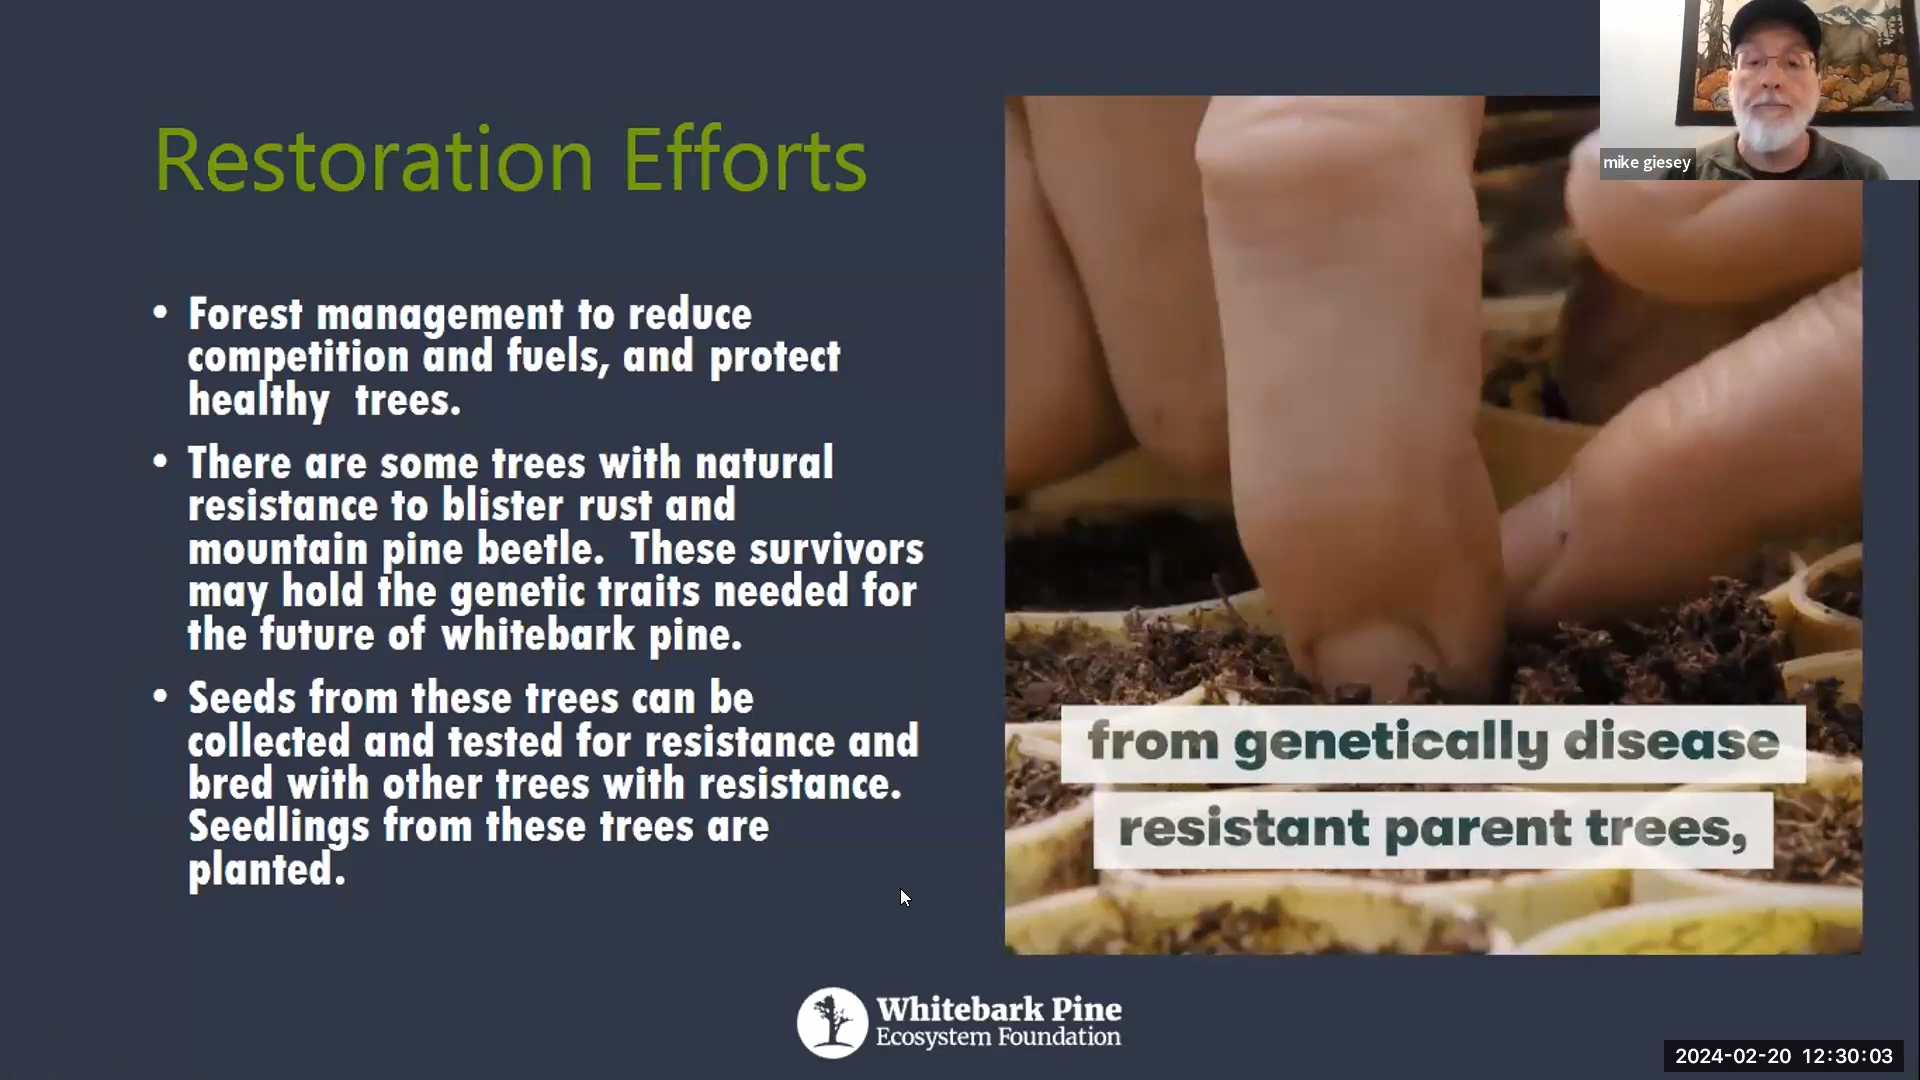 mike giesey
Restoration Efforts
• Forest management to reduce
competition and fuels, and protect
healthy trees.
• There are some trees with natural
resistance to blister rust and
mountain pine beetle. These survivors
may hold the genetic traits needed for
the future of whitebark pine.
• Seeds from these trees can be
collected and tested for resistance and
bred with other trees with resistance.
Seedlings from these trees are
planted.
from genetically disease
resistant parent trees,
Whitebark Pine
Ecosystem Foundation
2024-02-20 12:30:03